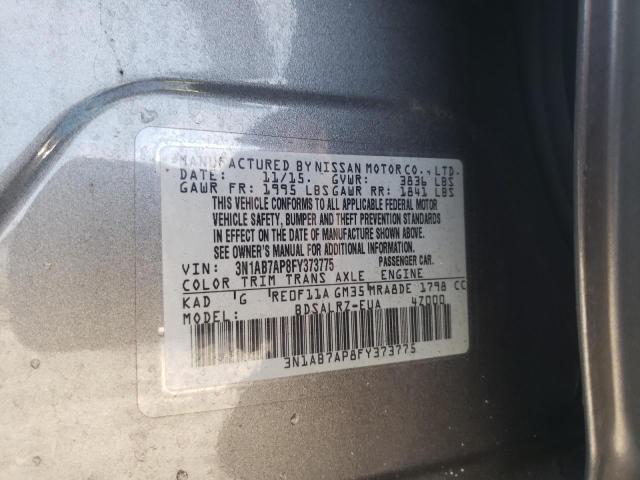 MANUFACTURED BY NISSAN MOTOR CO., LTD.
DATE: 11/15. GVWR: 3836 LBS
GAWR FR: 1995 LBS GAWR RR: 1841 LBS
THIS VEHICLE CONFORMS TO ALL APPLICABLE FEDERAL MOTOR
VEHICLE SAFETY, BUMPER AND THEFT PREVENTION STANDARDS
IN EFFECT ON THE DATE OF MANUFACTURE SHOWN ABOVE.
SEE OWNER'S MANUAL FOR ADDITIONAL INFORMATION.
VIN: 3N1AB7AP8FY373775 PASSENGER CAR.
COLOR TRIM TRANS AXLE ENGINE
KAD G RE0F11A GM35 MRA8DE 1798 CC
MODEL: BDSALRZ-EUA 47000
3N1AB7AP8FY373775